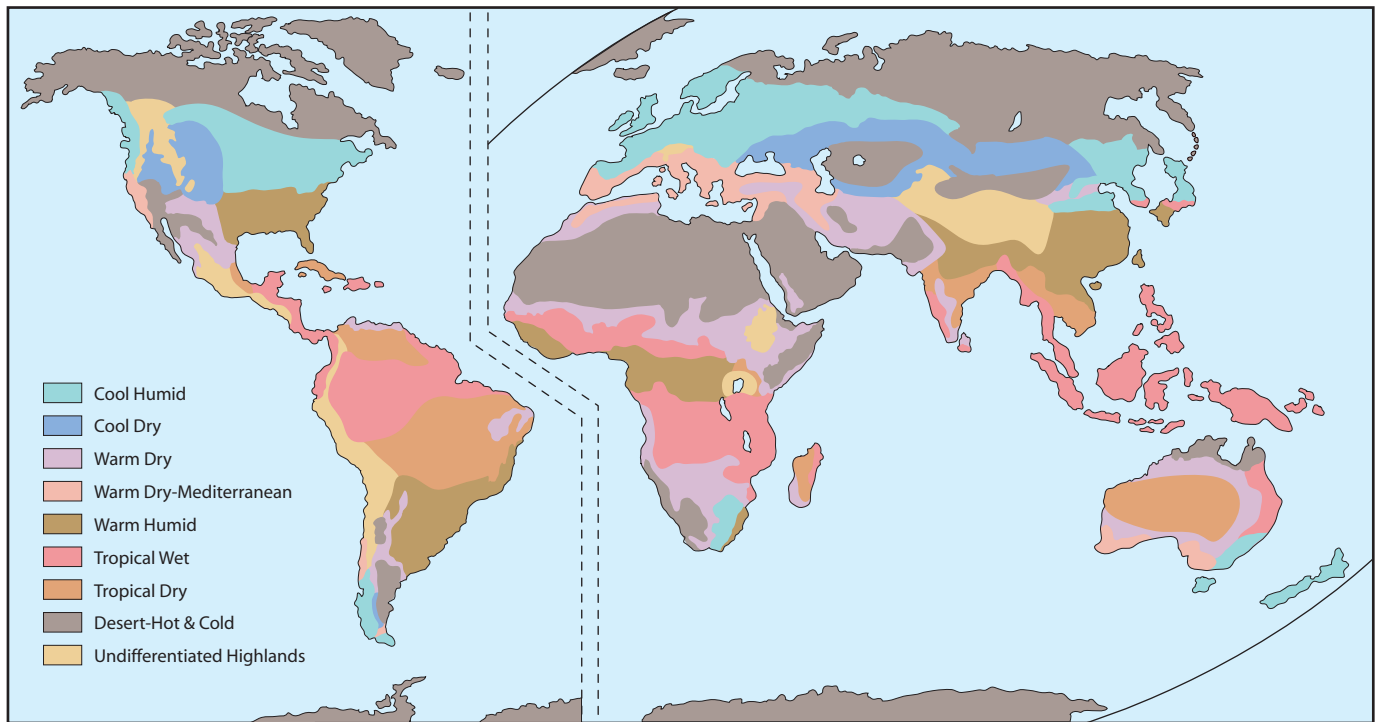 Cool Humid
Cool Dry
Warm Dry
Warm Dry-Mediterranean
Warm Humid
Tropical Wet
Tropical Dry
Desert-Hot & Cold
Undifferentiated Highlands